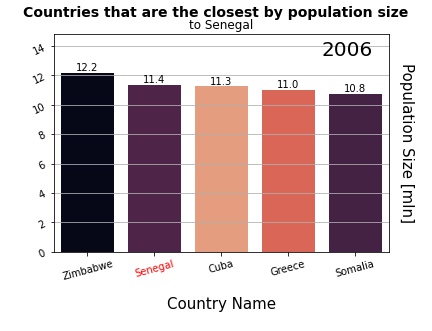 Countries that are the closest by population size
to Senegal
2006
14
12
10
8
6
4
2
0
12.2
11.4
11.3
11.0
10.8
Zimbabwe
Senegal
Cuba
Greece
Somalia
Country Name
Population Size [mln]